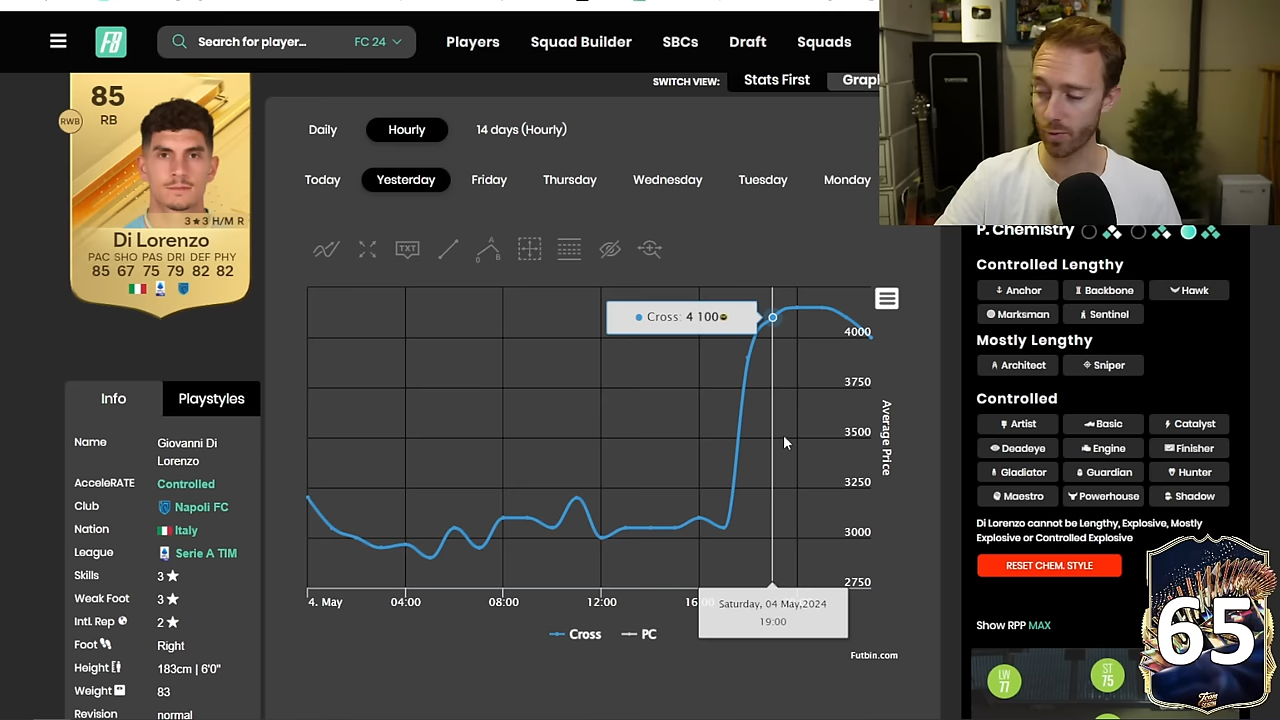 FB
Search for player...
FC 24
Players
Squad Builder
SBCs
Draft
Squads
85
RB
RWB
3★3 H/M R
Di Lorenzo
PAC SHO PAS DRI DEF PHY
85 67 75 79 82 82
SWITCH VIEW:
Stats First
Graph
Daily
Hourly
14 days (Hourly)
Today
Yesterday
Friday
Thursday
Wednesday
Tuesday
Monday
TXT
Cross: 4 100
4000
3750
3500
3250
3000
2750
Average Price
4. May
04:00
08:00
12:00
16:00
Saturday, 04 May,2024
19:00
Cross
PC
Futbin.com
Info
Playstyles
Name
Giovanni Di
Lorenzo
AcceleRATE
Controlled
Club
Napoli FC
Nation
Italy
League
Serie A TIM
Skills
3 ★
Weak Foot
3 ★
Intl. Rep
2 ★
Foot
Right
Height
183cm | 6'0"
Weight
83
Revision
normal
P. Chemistry
Controlled Lengthy
Anchor
Backbone
Hawk
Marksman
Sentinel
Mostly Lengthy
Architect
Sniper
Controlled
Artist
Basic
Catalyst
Deadeye
Engine
Finisher
Gladiator
Guardian
Hunter
Maestro
Powerhouse
Shadow
Di Lorenzo cannot be Lengthy, Explosive, Mostly
Explosive or Controlled Explosive
RESET CHEM. STYLE
Show RPP MAX
LW
77
ST
75
65